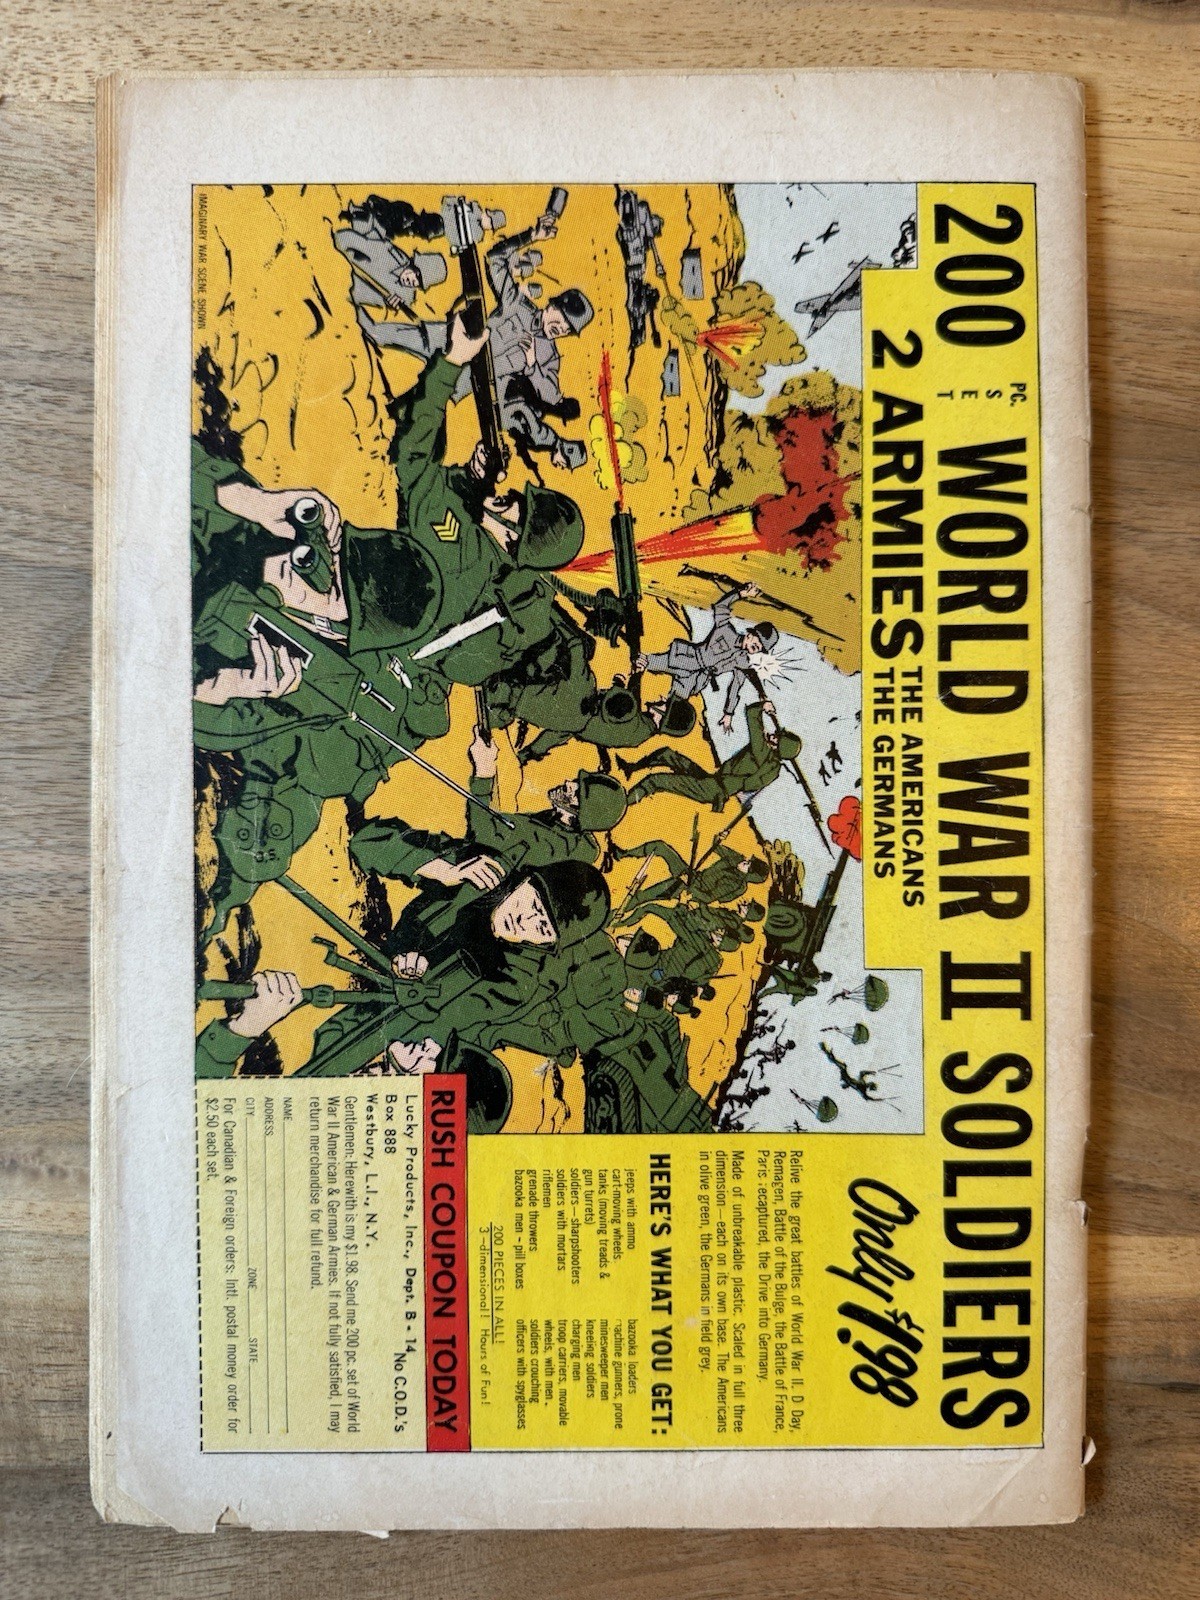 200 PC. SET WORLD WAR II SOLDIERS
2 ARMIES THE AMERICANS
THE GERMANS
Only $1.98
Relive the great battles of World War II. D Day,
Remagen, Battle of the Bulge, the Battle of France,
Paris recaptured, the Drive into Germany.
Made of unbreakable plastic. Scaled in full three
dimension—each on its own base. The Americans
in olive green, the Germans in field grey.
HERE'S WHAT YOU GET:
jeeps with ammo
cart-moving wheels
tanks (moving treads &
gun turrets)
soldiers—sharpshooters
soldiers with mortars
riflemen
grenade throwers
bazooka men - pill boxes
bazooka loaders
machine gunners, prone
minesweeper men
kneeling soldiers
charging men
troop carriers, movable
wheels, with men.
soldiers crouching
officers with spyglasses
200 PIECES IN ALL!
3—dimensional! Hours of Fun!
RUSH COUPON TODAY
Lucky Products, Inc., Dept. B-14
Box 888
Westbury, L.I., N.Y.
No C.O.D.'s
Gentlemen: Herewith is my $1.98. Send me 200 pc. set of World
War II American & German Armies. If not fully satisfied, I may
return merchandise for full refund.
NAME
ADDRESS
CITY ZONE STATE
For Canadian & Foreign orders: Intl. postal money order for
$2.50 each set.
IMAGINARY WAR SCENE SHOWN